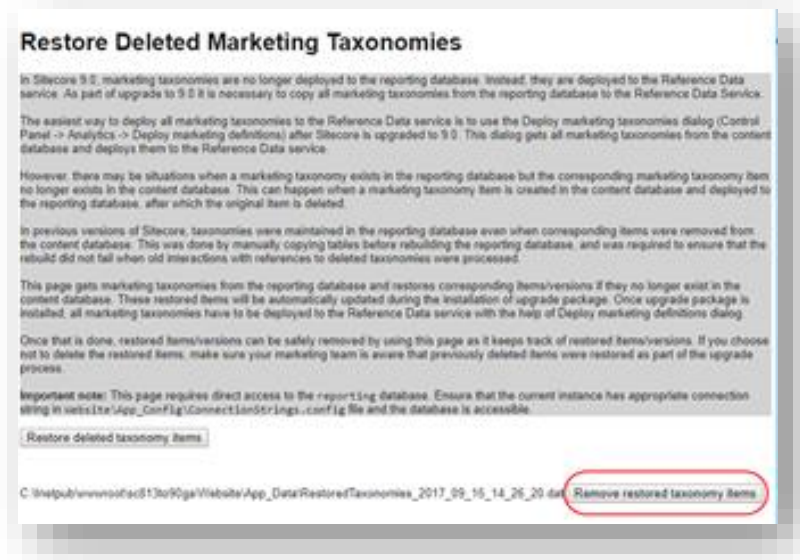 Restore Deleted Marketing Taxonomies
In Sitecore 9.0, marketing taxonomies are no longer deployed to the reporting database. Instead, they are deployed to the Reference Data
service. As part of upgrade to 9.0 it is necessary to copy all marketing taxonomies from the reporting database to the Reference Data Service.
The easiest way to deploy all marketing taxonomies to the Reference Data service is to use the Deploy marketing taxonomies dialog (Control
Panel -> Analytics -> Deploy marketing definitions) after Sitecore is upgraded to 9.0. This dialog gets all marketing taxonomies from the content
database and deploys them to the Reference Data service.
However, there may be situations when a marketing taxonomy exists in the reporting database but the corresponding marketing taxonomy item
no longer exists in the content database. This can happen when a marketing taxonomy item is created in the content database and deployed to
the reporting database, after which the original item is deleted.
In previous versions of Sitecore, taxonomies were maintained in the reporting database even when corresponding items were removed from
the content database. This was done by manually copying tables before rebuilding the reporting database, and was required to ensure that the
rebuild did not fail when old interactions with references to deleted taxonomies were processed.
This page gets marketing taxonomies from the reporting database and restores corresponding items/versions if they no longer exist in the
content database. These restored items will be automatically updated during the installation of upgrade package. Once upgrade package is
installed, all marketing taxonomies have to be deployed to the Reference Data service with the help of Deploy marketing definitions dialog.
Once that is done, restored items/versions can be safely removed by using this page as it keeps track of restored items/versions. If you choose
not to delete the restored items, make sure your marketing team is aware that previously deleted items were restored as part of the upgrade
process.
Important note: This page requires direct access to the reporting database. Ensure that the current instance has appropriate connection
string in website\App_Config\ConnectionStrings.config file and the database is accessible.
Restore deleted taxonomy items
C:\Inetpub\wwwroot\sc813to90ga\Website\App_Data\RestoredTaxonomies_2017_09_15_14_26_20.dat Remove restored taxonomy items